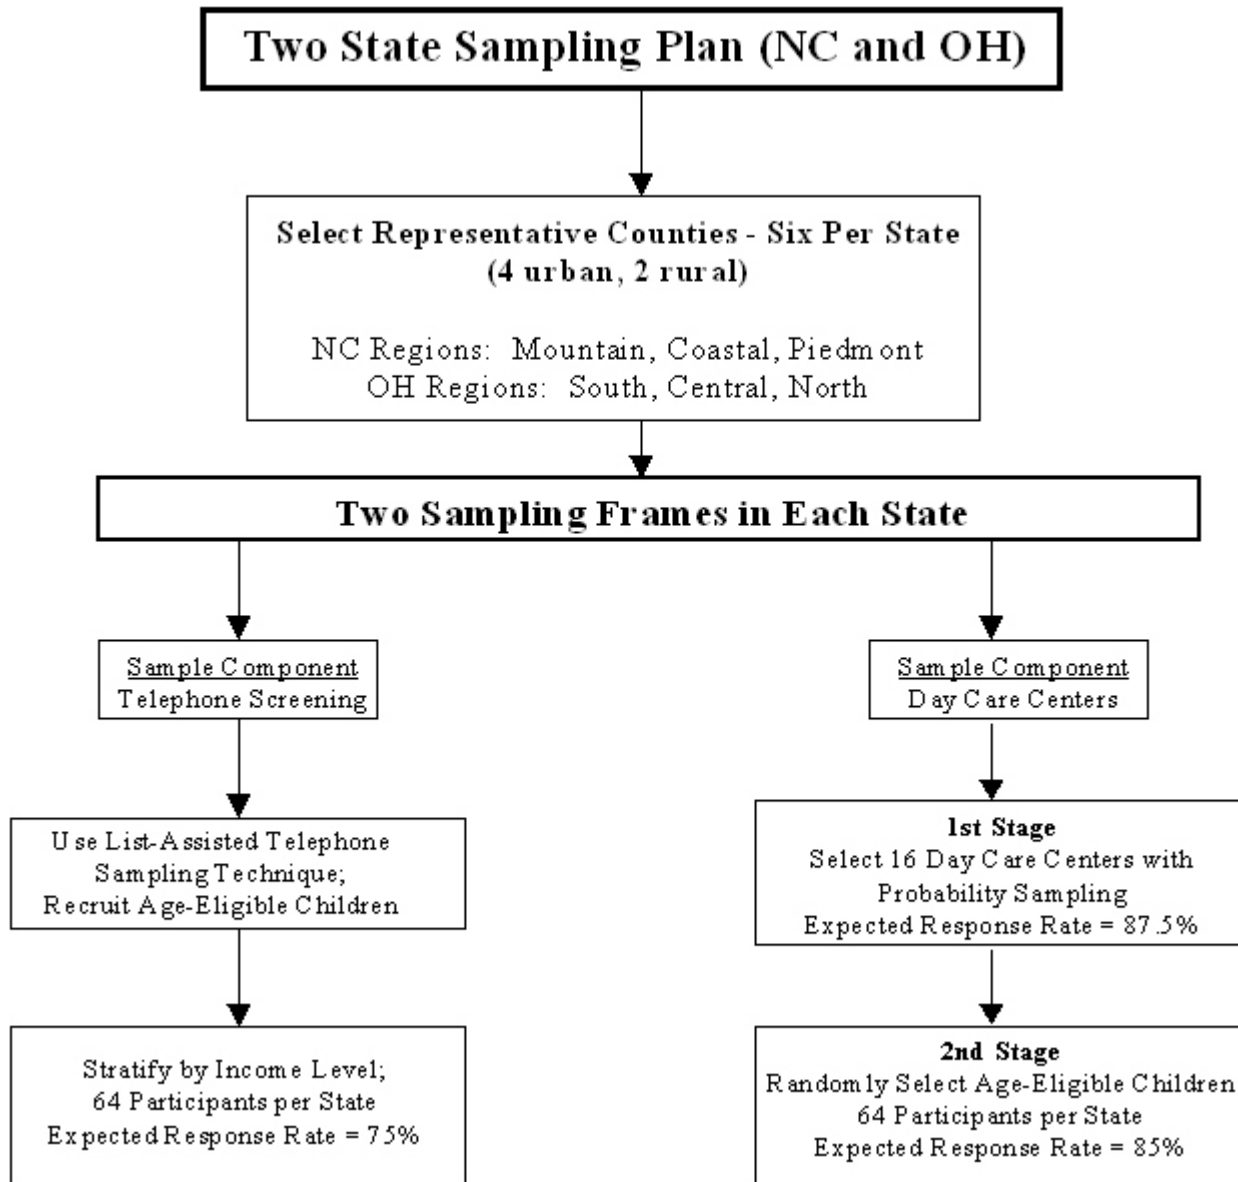 Two State Sampling Plan (NC and OH)
Select Representative Counties - Six Per State
(4 urban, 2 rural)
NC Regions: Mountain, Coastal, Piedmont
OH Regions: South, Central, North
Two Sampling Frames in Each State
Sample Component
Telephone Screening
Use List-Assisted Telephone
Sampling Technique;
Recruit Age-Eligible Children
Stratify by Income Level;
64 Participants per State
Expected Response Rate = 75%
Sample Component
Day Care Centers
1st Stage
Select 16 Day Care Centers with
Probability Sampling
Expected Response Rate = 87.5%
2nd Stage
Randomly Select Age-Eligible Children
64 Participants per State
Expected Response Rate = 85%